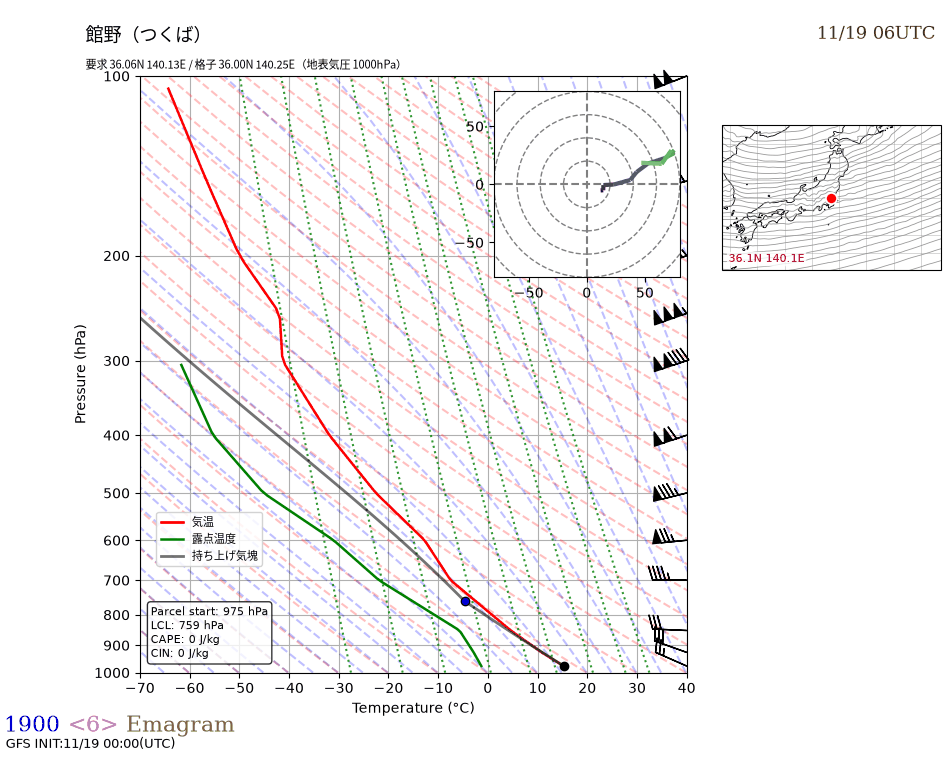 館野（つくば）
11/19 06UTC
要求 36.06N 140.13E / 格子 36.00N 140.25E（地表気圧 1000hPa）
100
200
300
400
500
600
700
800
900
1000
Pressure (hPa)
−70 −60 −50 −40 −30 −20 −10 0 10 20 30 40
Temperature (°C)
50
0
−50
−50 0 50
36.1N 140.1E
気温
露点温度
持ち上げ気塊
Parcel start: 975 hPa
LCL: 759 hPa
CAPE: 0 J/kg
CIN: 0 J/kg
1900 <6> Emagram
GFS INIT:11/19 00:00(UTC)